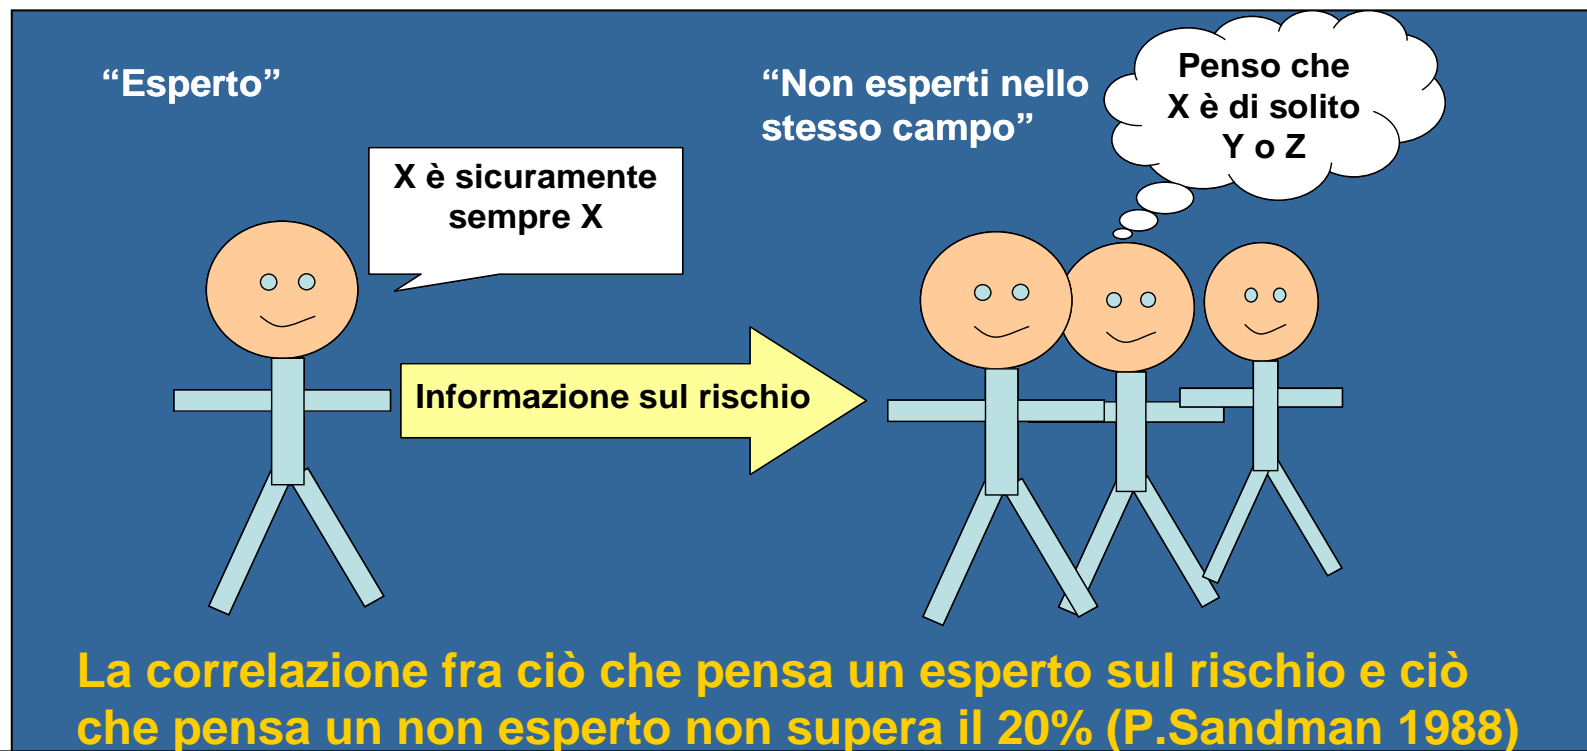 “Esperto”
“Non esperti nello
stesso campo”
Penso che
X è di solito
Y o Z
X è sicuramente
sempre X
Informazione sul rischio
La correlazione fra ciò che pensa un esperto sul rischio e ciò
che pensa un non esperto non supera il 20% (P.Sandman 1988)